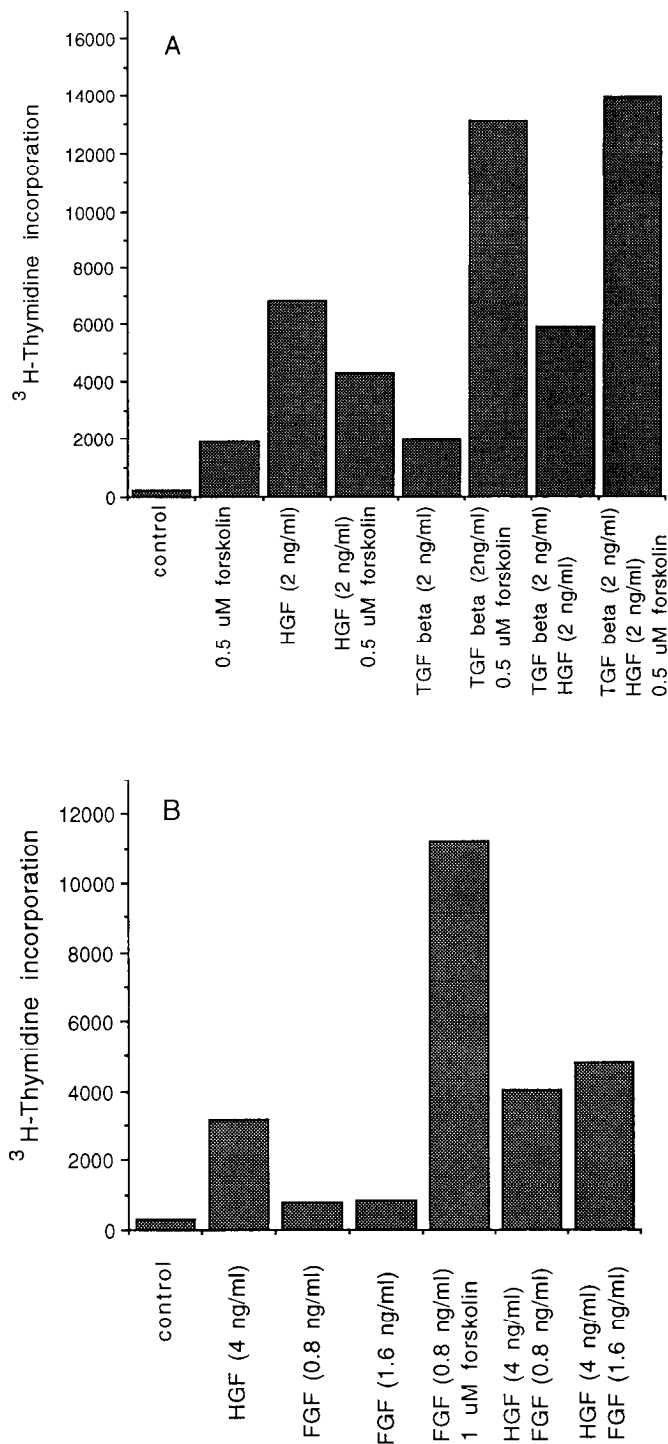 A
16000
14000
12000
10000
8000
6000
4000
2000
0
³H-Thymidine incorporation
control
0.5 uM forskolin
HGF (2 ng/ml)
HGF (2 ng/ml)
0.5 uM forskolin
TGF beta (2 ng/ml)
TGF beta (2ng/ml)
0.5 uM forskolin
TGF beta (2 ng/ml)
HGF (2 ng/ml)
TGF beta (2 ng/ml)
HGF (2 ng/ml)
0.5 uM forskolin
B
12000
10000
8000
6000
4000
2000
0
³H-Thymidine incorporation
control
HGF (4 ng/ml)
FGF (0.8 ng/ml)
FGF (1.6 ng/ml)
FGF (0.8 ng/ml)
1 uM forskolin
HGF (4 ng/ml)
FGF (0.8 ng/ml)
HGF (4 ng/ml)
FGF (1.6 ng/ml)